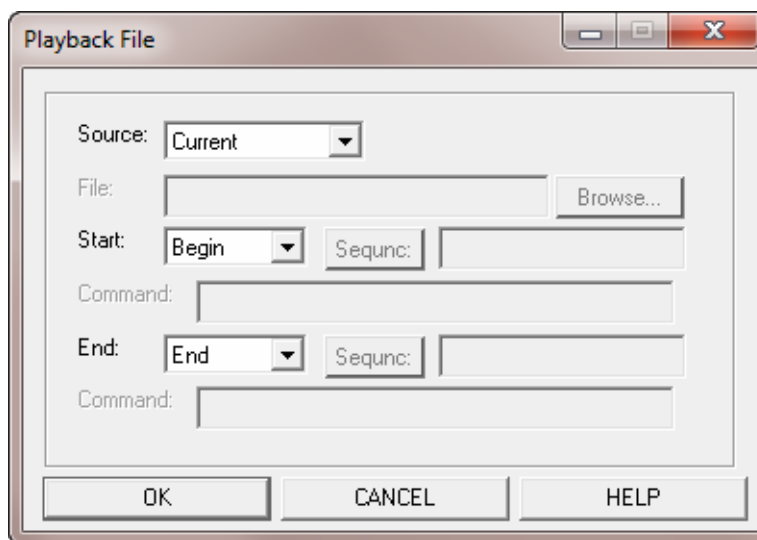 Playback File
Source: Current
File: Browse...
Start: Begin Sequnc:
Command:
End: End Sequnc:
Command:
OK CANCEL HELP